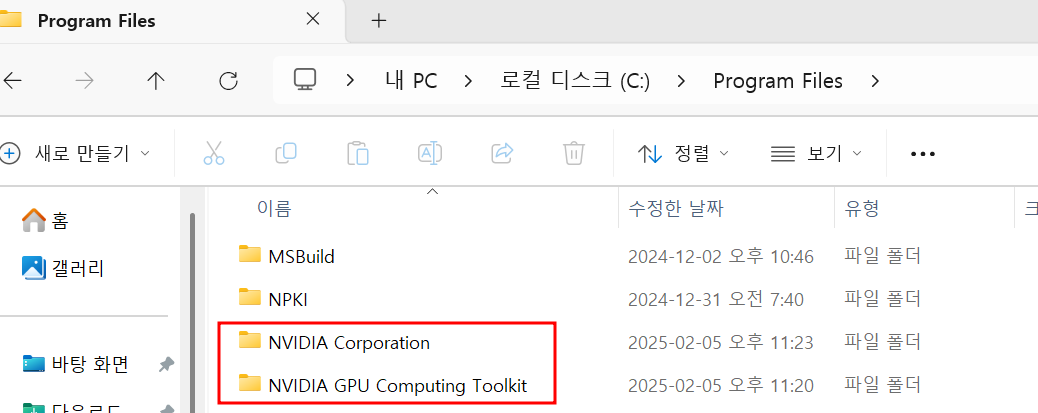 Program Files
내 PC 로컬 디스크 (C:) Program Files
새로 만들기 정렬 보기
이름 수정한 날짜 유형 크
홈
갤러리
바탕 화면
다운로드
MSBuild 2024-12-02 오후 10:46 파일 폴더
NPKI 2024-12-31 오전 7:40 파일 폴더
NVIDIA Corporation 2025-02-05 오후 11:23 파일 폴더
NVIDIA GPU Computing Toolkit 2025-02-05 오후 11:20 파일 폴더